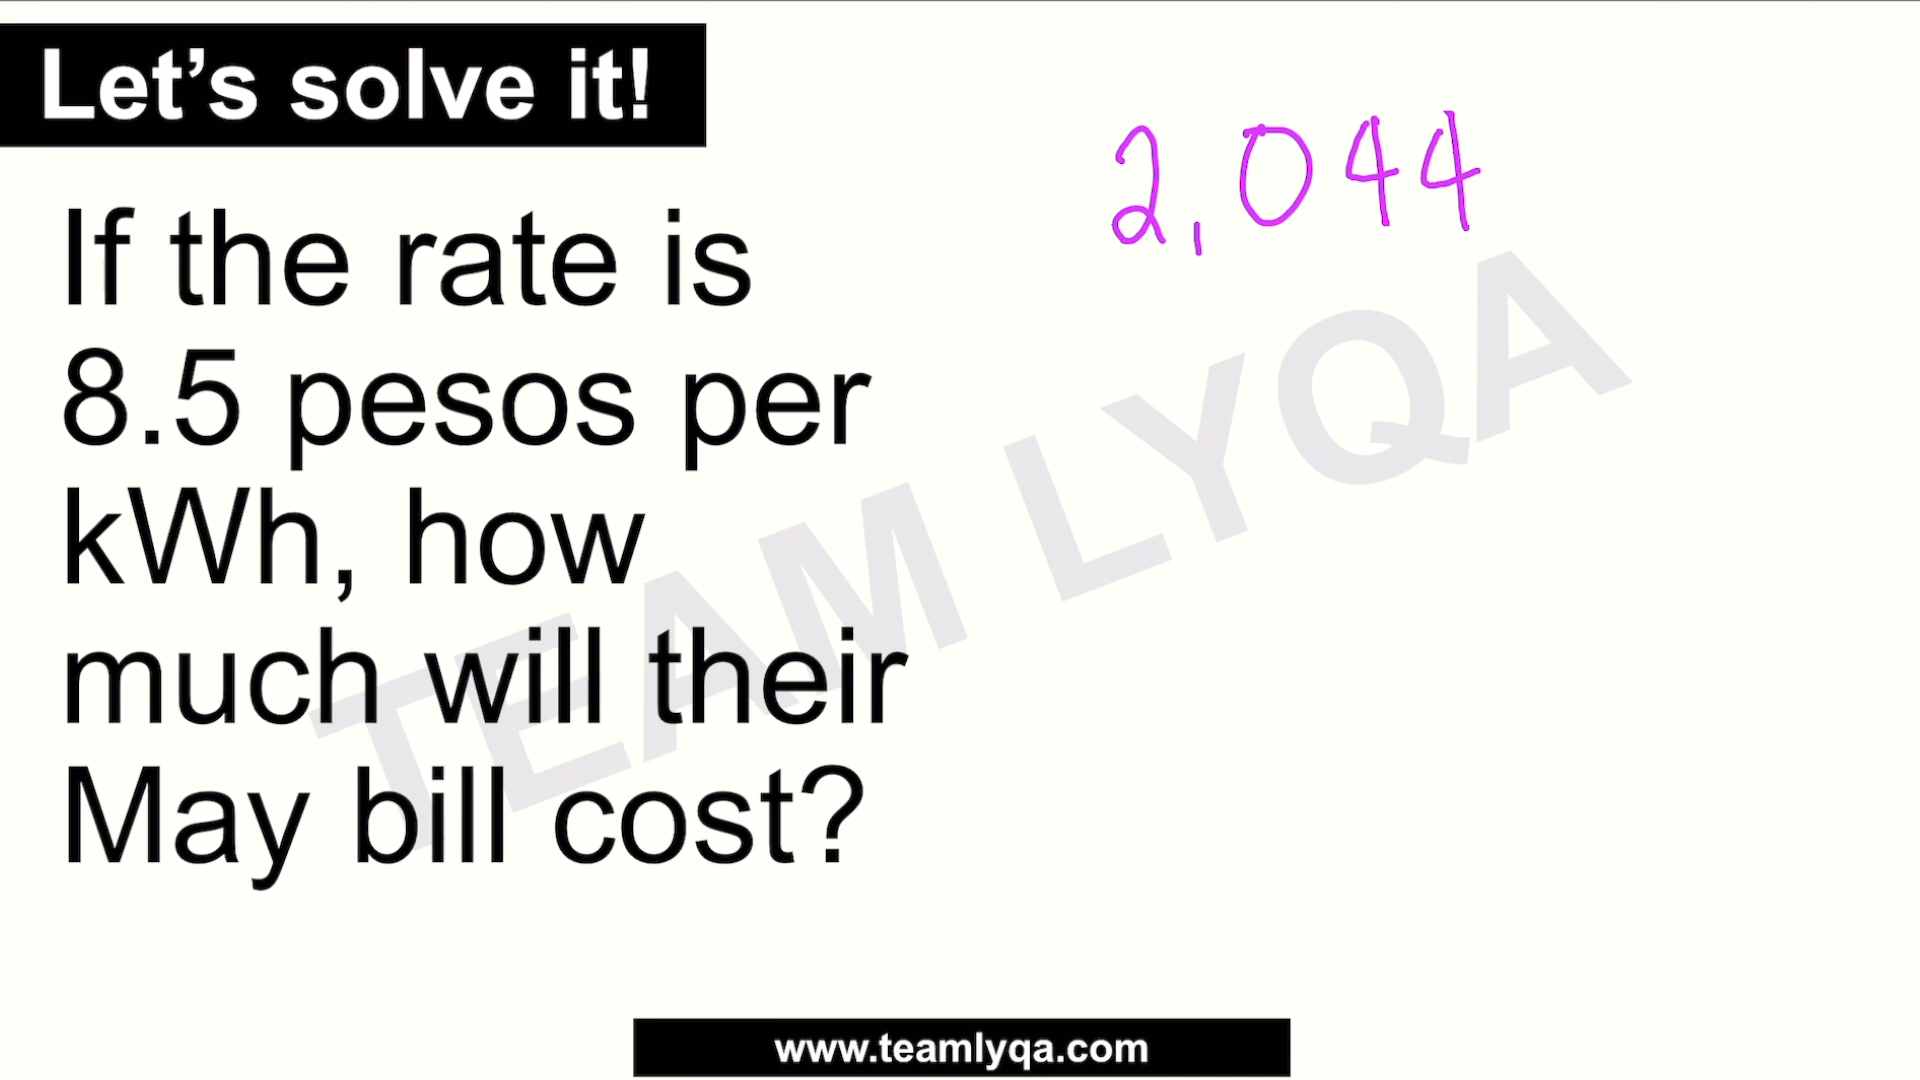 Let's solve it!
2,044
If the rate is
8.5 pesos per
kWh, how
much will their
May bill cost?
TEAM LYQA
www.teamlyqa.com